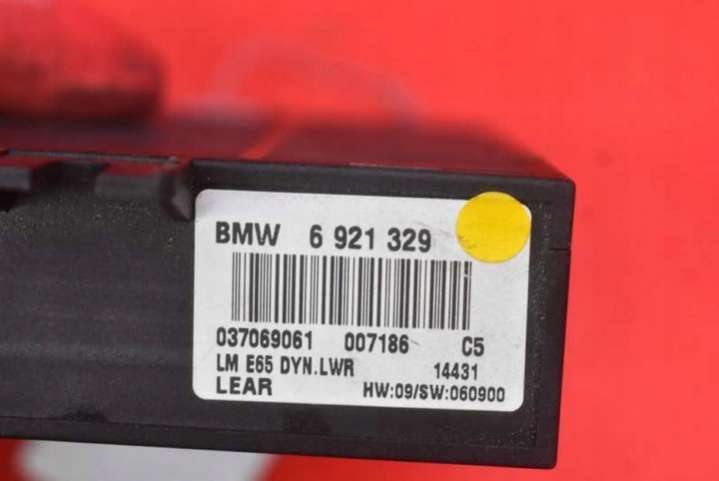 BMW 6 921 329
037069061 007186 C5
LM E65 DYN.LWR 14431
LEAR HW:09/SW:060900